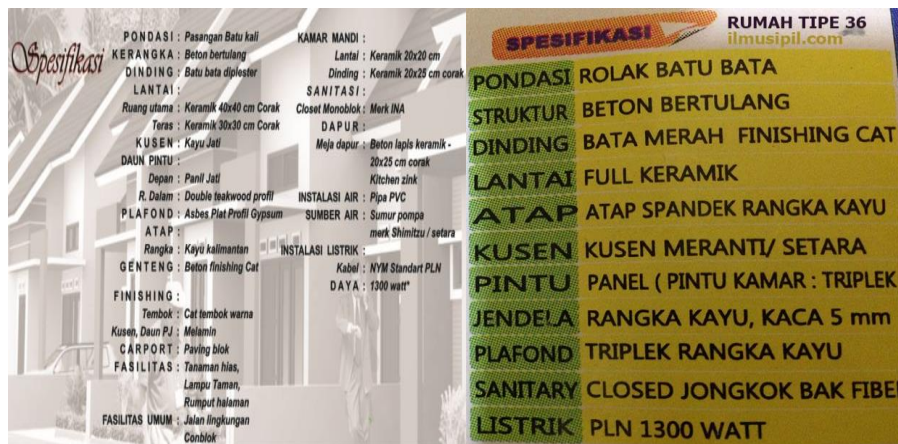 Spesifikasi
PONDASI : Pasangan Batu kali
KERANGKA : Beton bertulang
DINDING : Batu bata diplester
LANTAI :
Ruang utama : Keramik 40x40 cm Corak
Teras : Keramik 30x30 cm Corak
KUSEN : Kayu Jati
DAUN PINTU :
Depan : Panil Jati
R. Dalam : Double teakwood profil
PLAFOND : Asbes Plat Profil Gypsum
ATAP :
Rangka : Kayu kalimantan
GENTENG : Beton finishing Cat
FINISHING :
Tembok : Cat tembok warna
Kusen, Daun PJ : Melamin
CARPORT : Paving blok
FASILITAS : Tanaman hias,
Lampu Taman,
Rumput halaman
FASILITAS UMUM : Jalan lingkungan
Conblok
KAMAR MANDI :
Lantai : Keramik 20x20 cm
Dinding : Keramik 20x25 cm corak
SANITASI :
Closet Monoblok : Merk INA
DAPUR :
Meja dapur : Beton lapis keramik -
20x25 cm corak
Kitchen zink
INSTALASI AIR : Pipa PVC
SUMBER AIR : Sumur pompa
merk Shimitzu / setara
INSTALASI LISTRIK :
Kabel : NYM Standart PLN
DAYA : 1300 watt*
SPESIFIKASI
RUMAH TIPE 36
ilmusipil.com
PONDASI ROLAK BATU BATA
STRUKTUR BETON BERTULANG
DINDING BATA MERAH FINISHING CAT
LANTAI FULL KERAMIK
ATAP ATAP SPANDEK RANGKA KAYU
KUSEN KUSEN MERANTI/ SETARA
PINTU PANEL ( PINTU KAMAR : TRIPLEK
JENDELA RANGKA KAYU, KACA 5 mm
PLAFOND TRIPLEK RANGKA KAYU
SANITARY CLOSED JONGKOK BAK FIBE
LISTRIK PLN 1300 WATT